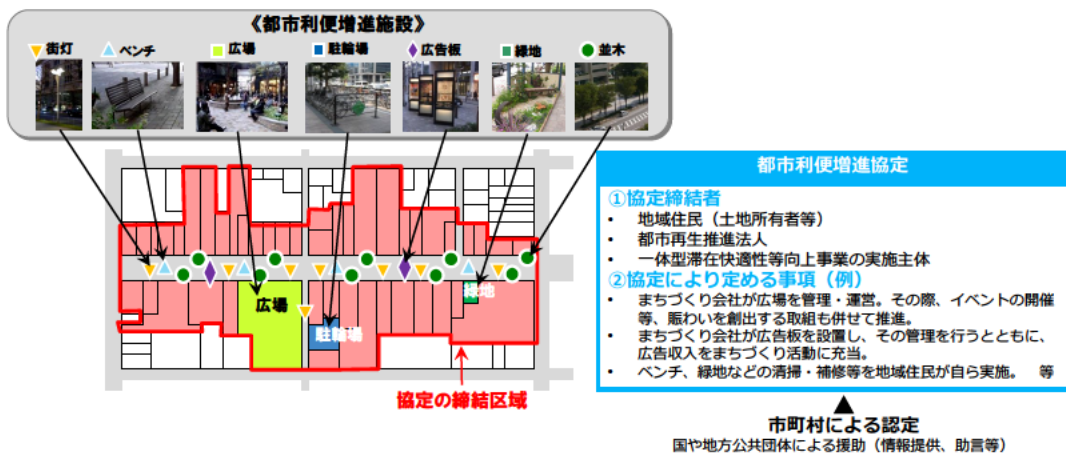 《都市利便増進施設》
街灯
ベンチ
広場
駐輪場
広告板
緑地
並木
広場
駐輪場
緑地
協定の締結区域
都市利便増進協定
①協定締結者
• 地域住民（土地所有者等）
• 都市再生推進法人
• 一体型滞在快適性等向上事業の実施主体
②協定により定める事項（例）
• まちづくり会社が広場を管理・運営。その際、イベントの開催
等、賑わいを創出する取組も併せて推進。
• まちづくり会社が広告板を設置し、その管理を行うとともに、
広告収入をまちづくり活動に充当。
• ベンチ、緑地などの清掃・補修等を地域住民が自ら実施。　等
市町村による認定
国や地方公共団体による援助（情報提供、助言等）